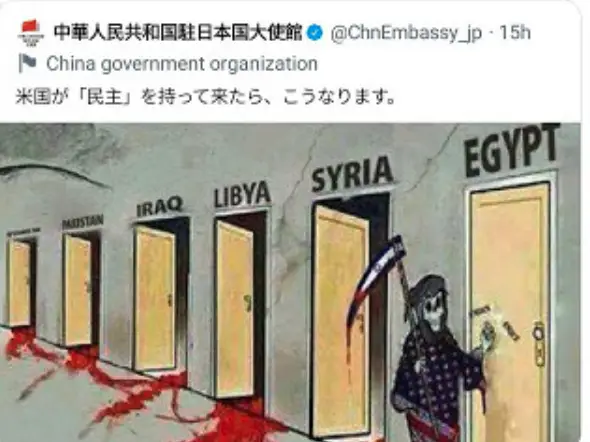 中華人民共和国駐日本国大使館 @ChnEmbassy_jp · 15h
China government organization
米国が「民主」を持って来たら、こうなります。
PAKISTAN
IRAQ
LIBYA
SYRIA
EGYPT